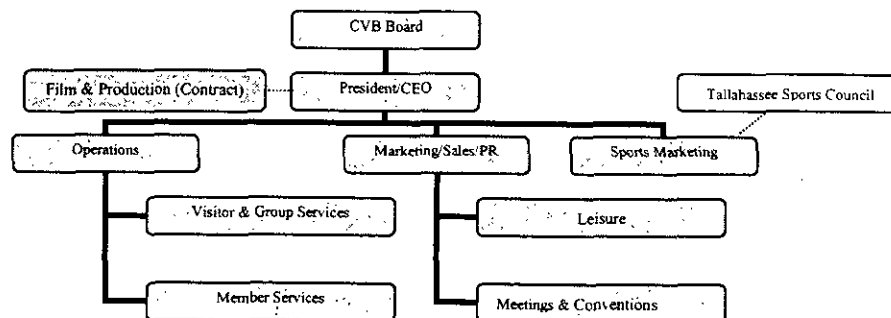 CVB Board
Film & Production (Contract)
President/CEO
Tallahassee Sports Council
Operations
Marketing/Sales/PR
Sports Marketing
Visitor & Group Services
Leisure
Member Services
Meetings & Conventions